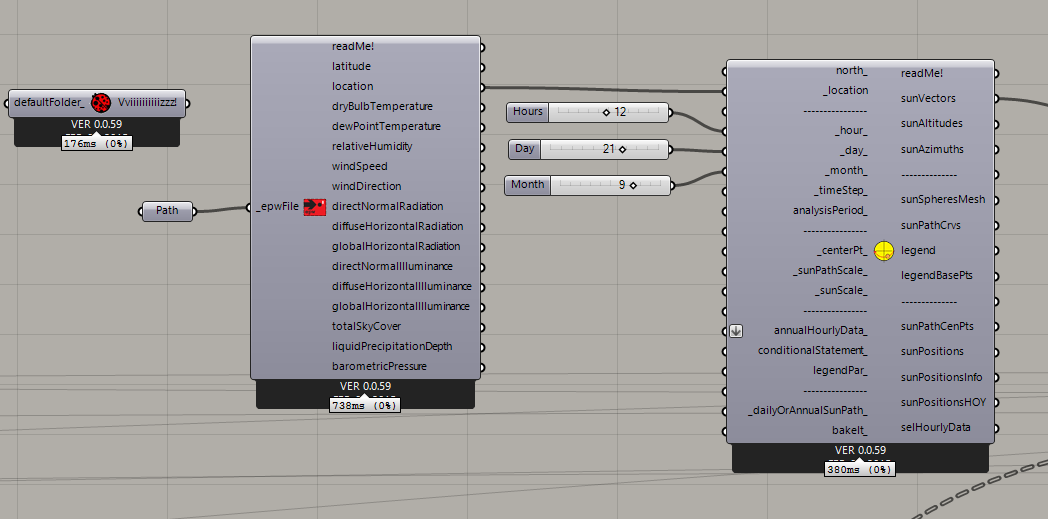 defaultFolder_ Vviiiiiiiiiizzz!
VER 0.0.59
176ms (0%)
Path
readMe!
latitude
location
dryBulbTemperature
dewPointTemperature
relativeHumidity
windSpeed
windDirection
_epwFile directNormalRadiation
diffuseHorizontalRadiation
globalHorizontalRadiation
directNormalIlluminance
diffuseHorizontalIlluminance
globalHorizontalIlluminance
totalSkyCover
liquidPrecipitationDepth
barometricPressure
VER 0.0.59
738ms (0%)
Hours 12
Day 21
Month 9
north_
_location
----------------
_hour_
_day_
_month_
_timeStep_
analysisPeriod_
----------------
_centerPt_
_sunPathScale_
_sunScale_
----------------
annualHourlyData_
conditionalStatement_
legendPar_
----------------
_dailyOrAnnualSunPath_
bakeIt_
readMe!
sunVectors
sunAltitudes
sunAzimuths
--------------
sunSpheresMesh
sunPathCrvs
legend
legendBasePts
--------------
sunPathCenPts
sunPositions
sunPositionsInfo
sunPositionsHOY
selHourlyData
VER 0.0.59
380ms (0%)